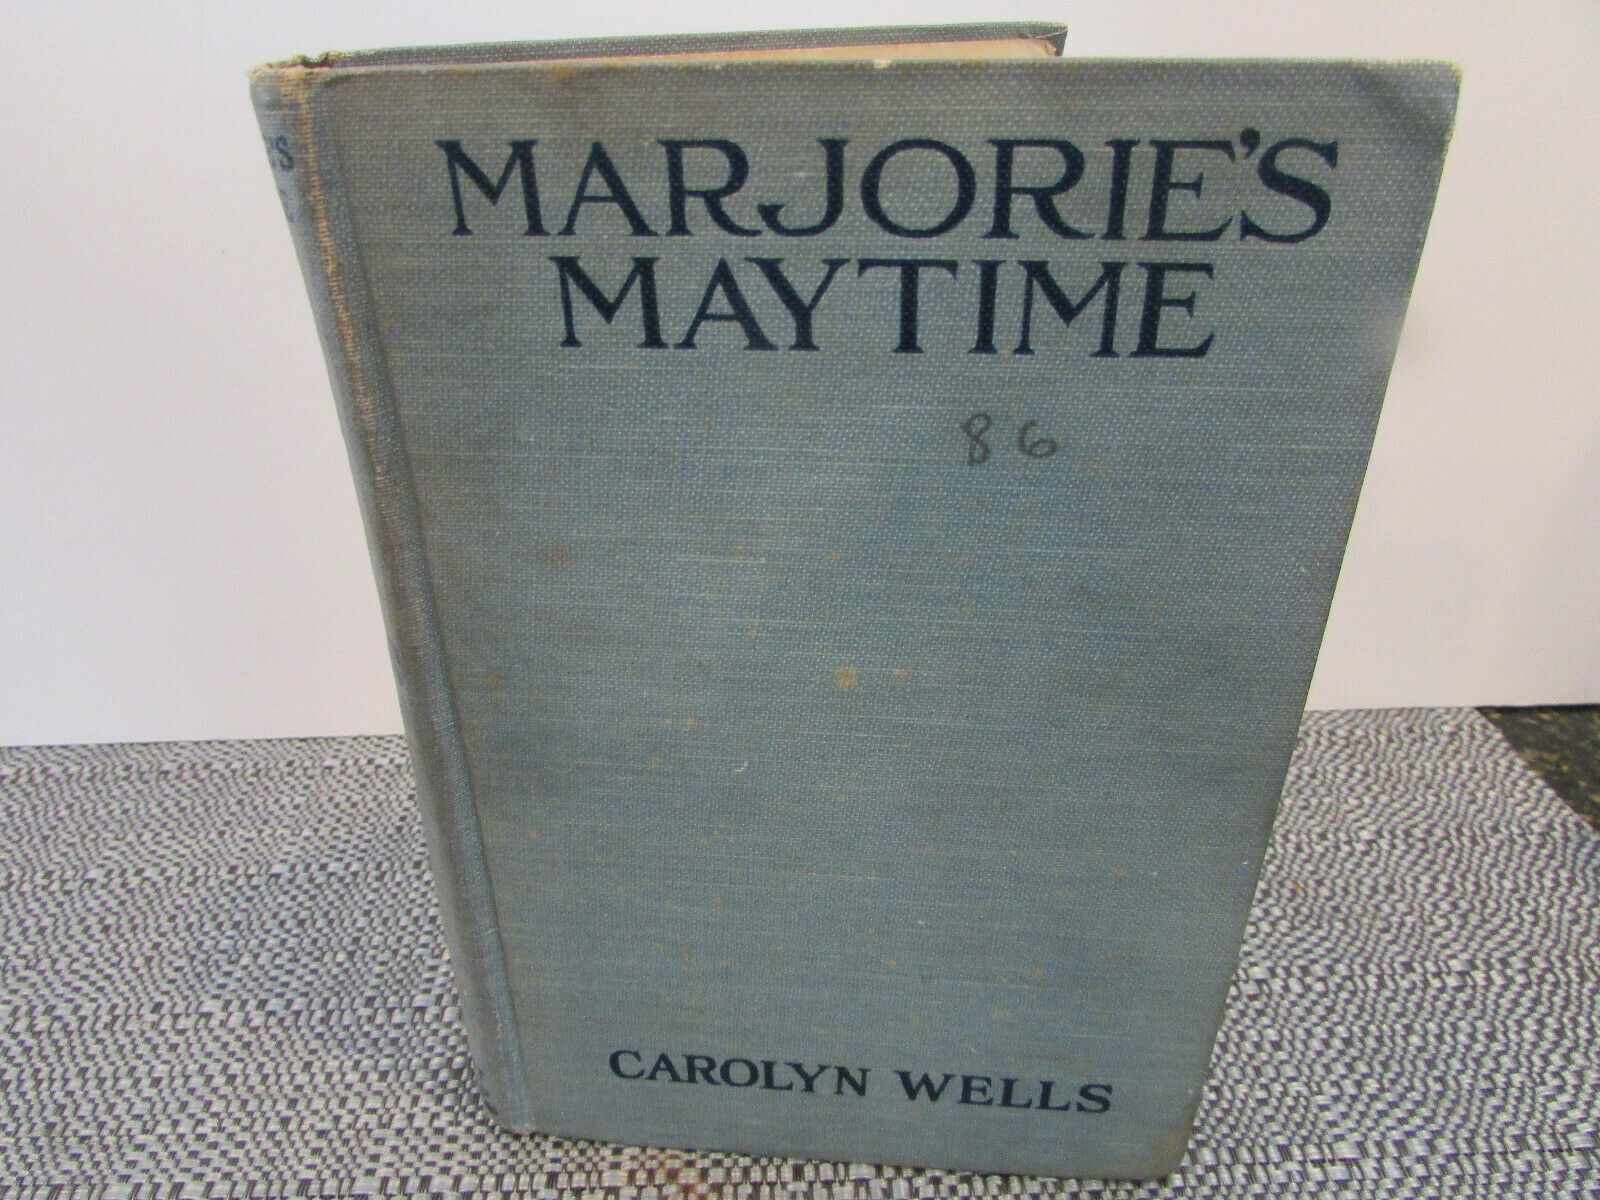 MARJORIE'S
MAYTIME
86
CAROLYN WELLS